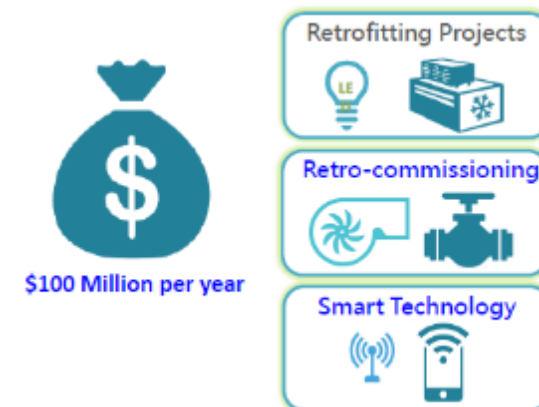 Retrofitting Projects
LE
$
Retro-commissioning
$100 Million per year
Smart Technology